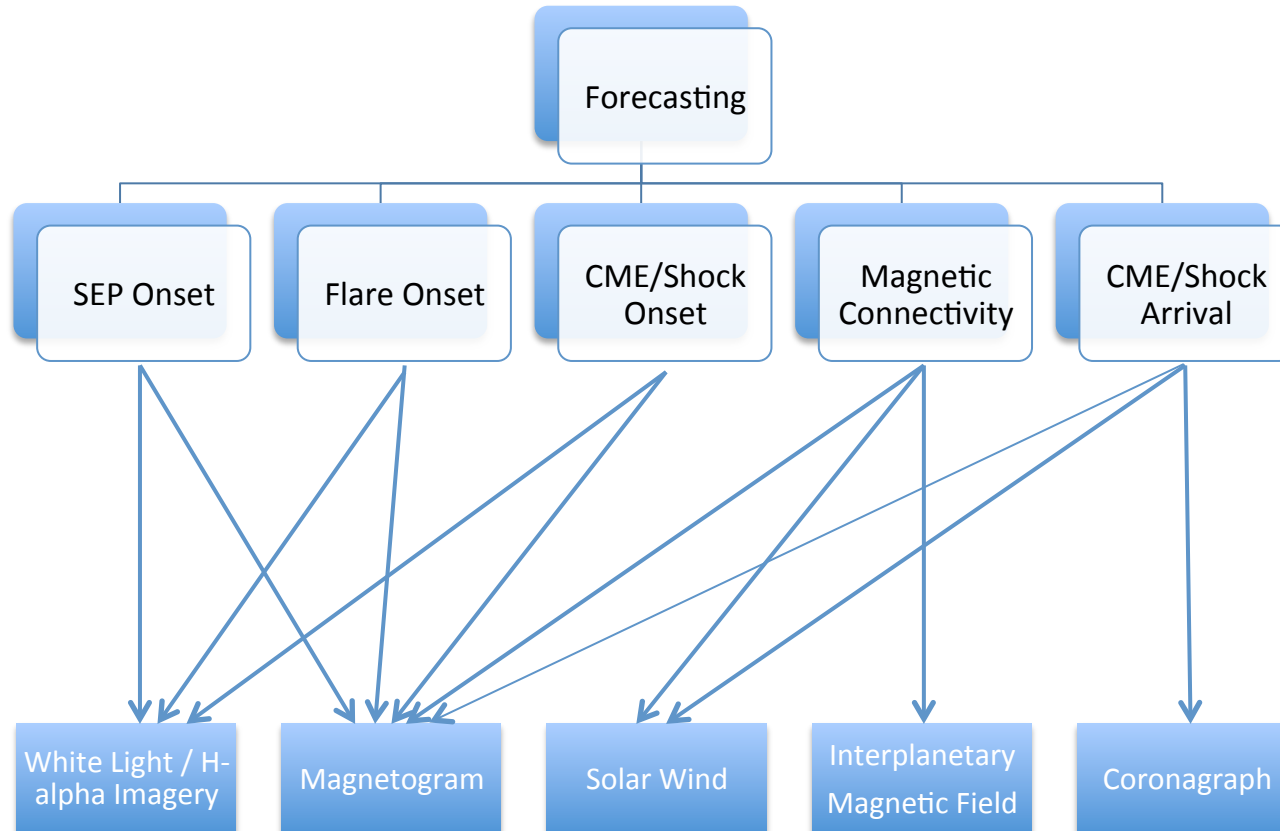 Forecasting
SEP Onset
Flare Onset
CME/Shock
Onset
Magnetic
Connectivity
CME/Shock
Arrival
White Light / H-
alpha Imagery
Magnetogram
Solar Wind
Interplanetary
Magnetic Field
Coronagraph